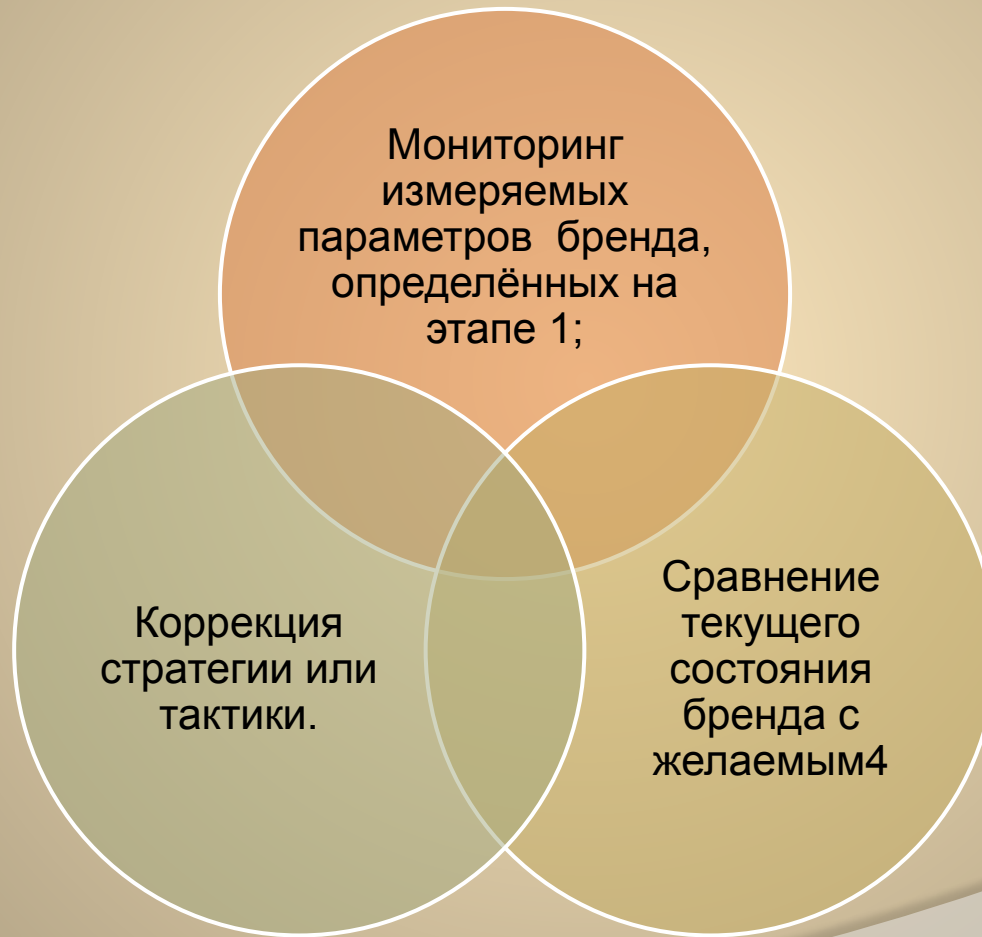 Мониторинг
измеряемых
параметров бренда,
определённых на
этапе 1;
Сравнение
текущего
состояния
бренда с
желаемым4
Коррекция
стратегии или
тактики.